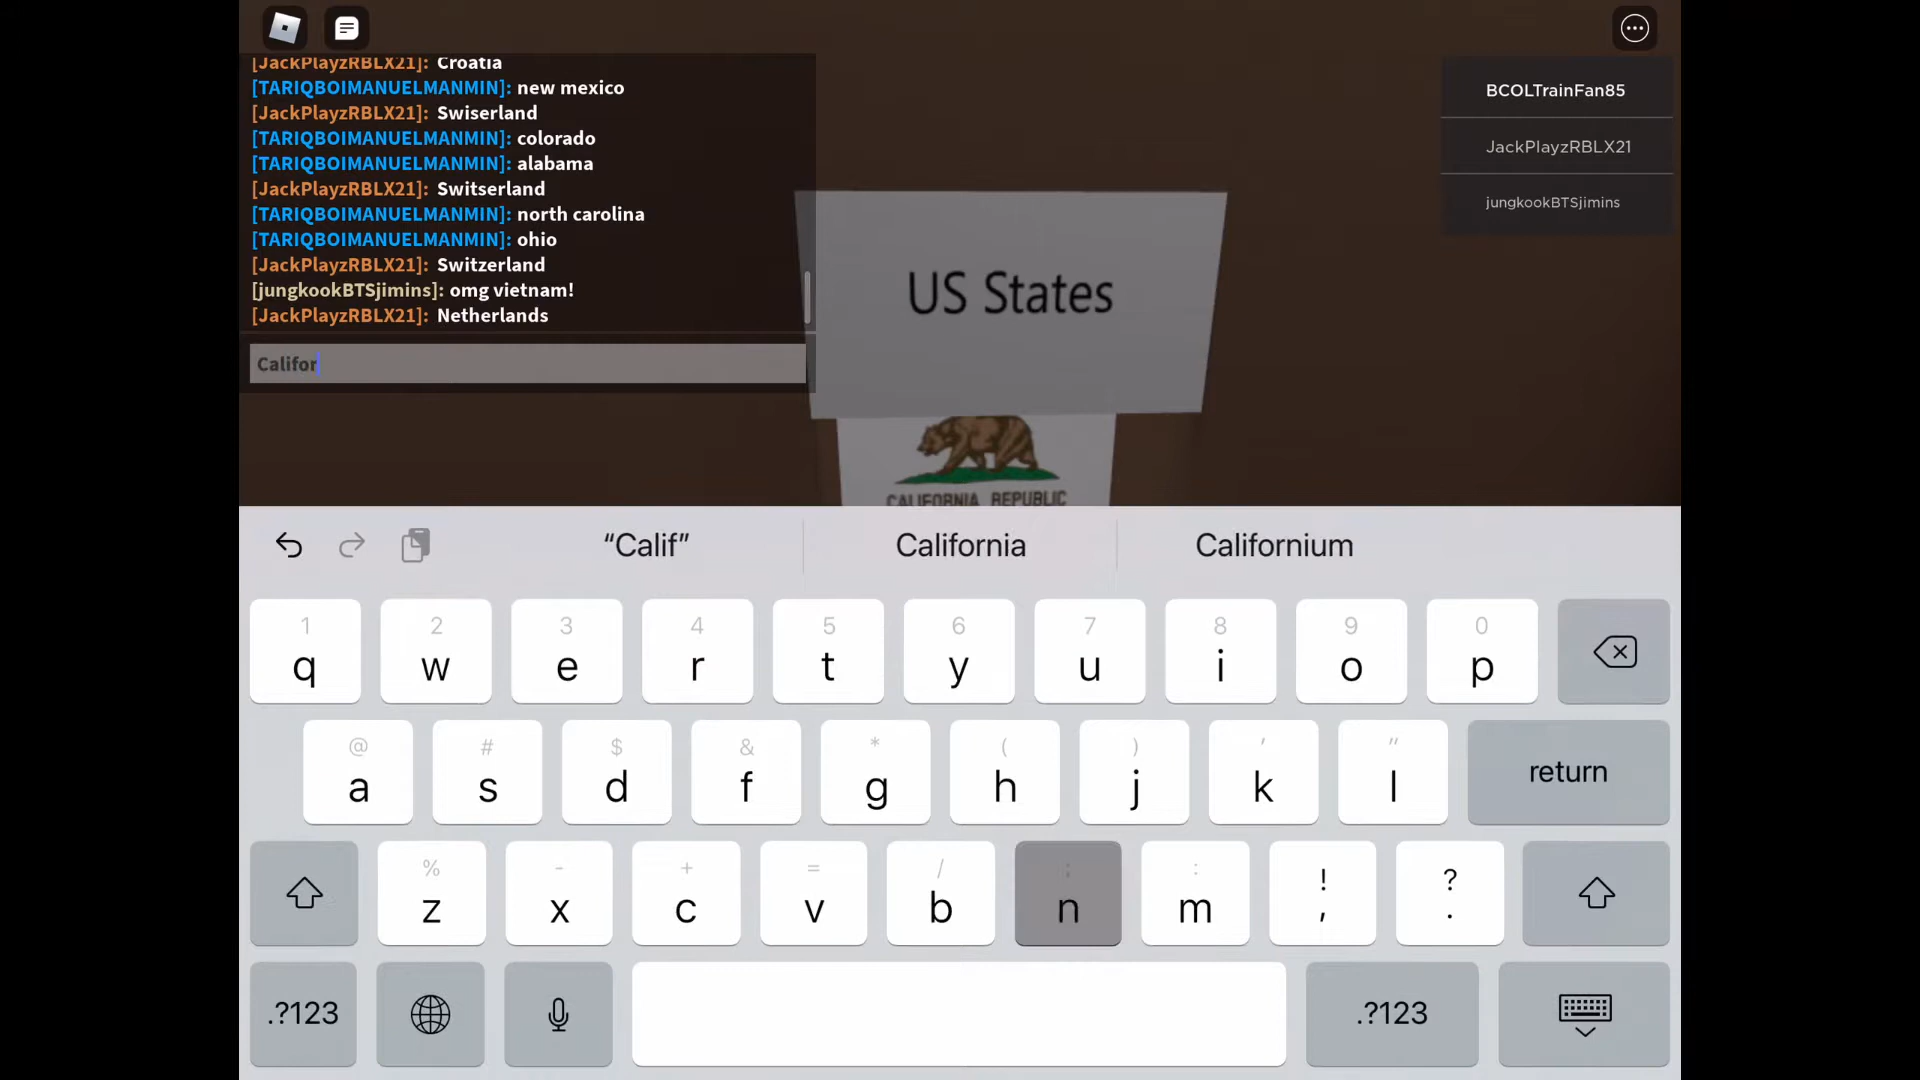 [JackPlayzRBLX21]: Croatia
[TARIQBOIMANUELMANMIN]: new mexico
[JackPlayzRBLX21]: Swiserland
[TARIQBOIMANUELMANMIN]: colorado
[TARIQBOIMANUELMANMIN]: alabama
[JackPlayzRBLX21]: Switserland
[TARIQBOIMANUELMANMIN]: north carolina
[TARIQBOIMANUELMANMIN]: ohio
[JackPlayzRBLX21]: Switzerland
[jungkookBTSjimins]: omg vietnam!
[JackPlayzRBLX21]: Netherlands
Califor
BCOLTrainFan85
JackPlayzRBLX21
jungkookBTSjimins
US States
CALIFORNIA REPUBLIC
“Calif” California Californium
1 2 3 4 5 6 7 8 9 0
q w e r t y u i o p
@ # $ & * ( ) ' "
a s d f g h j k l return
% - + = / ; : ! ?
z x c v b n m , .
.?123 .?123